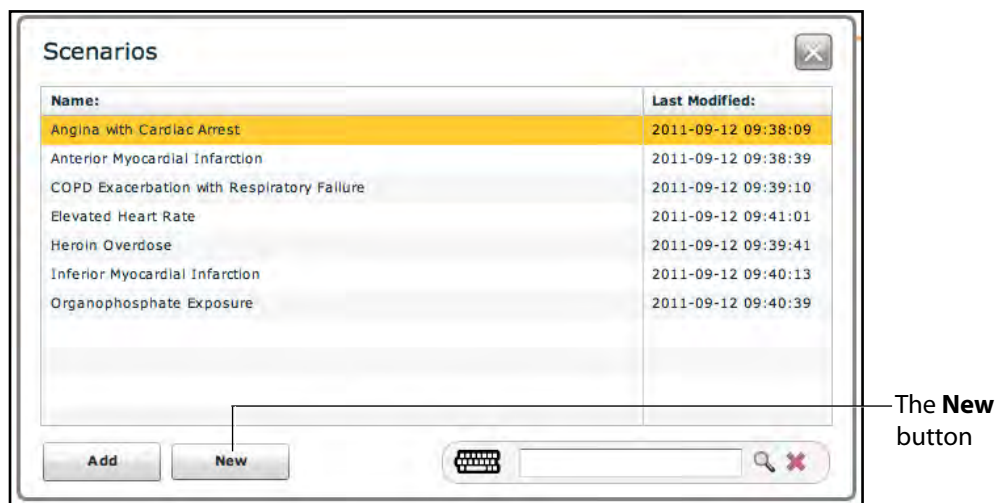 Scenarios
Name: Last Modified:
Angina with Cardiac Arrest 2011-09-12 09:38:09
Anterior Myocardial Infarction 2011-09-12 09:38:39
COPD Exacerbation with Respiratory Failure 2011-09-12 09:39:10
Elevated Heart Rate 2011-09-12 09:41:01
Heroin Overdose 2011-09-12 09:39:41
Inferior Myocardial Infarction 2011-09-12 09:40:13
Organophosphate Exposure 2011-09-12 09:40:39
The New
button
Add New